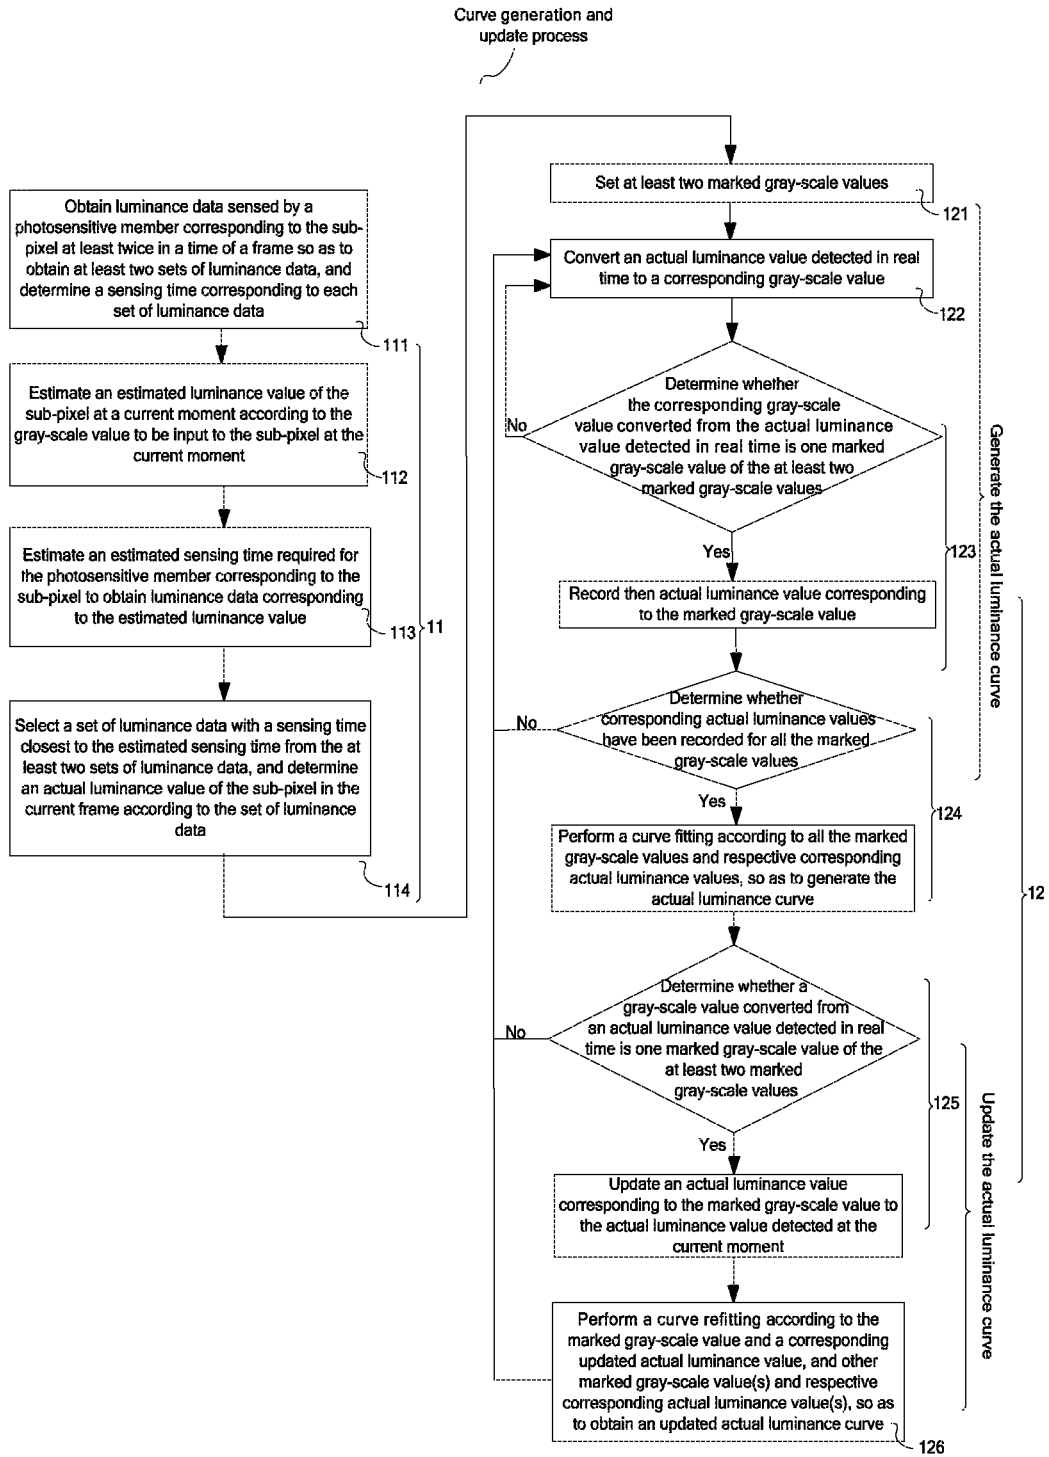 Curve generation and
update process
Obtain luminance data sensed by a
photosensitive member corresponding to the sub-
pixel at least twice in a time of a frame so as to
obtain at least two sets of luminance data, and
determine a sensing time corresponding to each
set of luminance data
111
Estimate an estimated luminance value of the
sub-pixel at a current moment according to the
gray-scale value to be input to the sub-pixel at the
current moment
112
Estimate an estimated sensing time required for
the photosensitive member corresponding to the
sub-pixel to obtain luminance data corresponding
to the estimated luminance value
113
11
Select a set of luminance data with a sensing time
closest to the estimated sensing time from the at
least two sets of luminance data, and determine
an actual luminance value of the sub-pixel in the
current frame according to the set of luminance
data
114
Set at least two marked gray-scale values
121
Convert an actual luminance value detected in real
time to a corresponding gray-scale value
122
Determine whether
the corresponding gray-scale
value converted from the actual luminance
value detected in real time is one marked
gray-scale value of the at least two
marked gray-scale values
No
Yes
123
Record then actual luminance value corresponding
to the marked gray-scale value
Generate the actual luminance curve
Determine whether
corresponding actual luminance values
have been recorded for all the marked
gray-scale values
No
Yes
124
Perform a curve fitting according to all the marked
gray-scale values and respective corresponding
actual luminance values, so as to generate the
actual luminance curve
12
Determine whether a
gray-scale value converted from
an actual luminance value detected in real
time is one marked gray-scale value of the
at least two marked
gray-scale values
No
Yes
125
Update an actual luminance value
corresponding to the marked gray-scale value to
the actual luminance value detected at the
current moment
Update the actual luminance curve
Perform a curve refitting according to the
marked gray-scale value and a corresponding
updated actual luminance value, and other
marked gray-scale value(s) and respective
corresponding actual luminance value(s), so as
to obtain an updated actual luminance curve
126